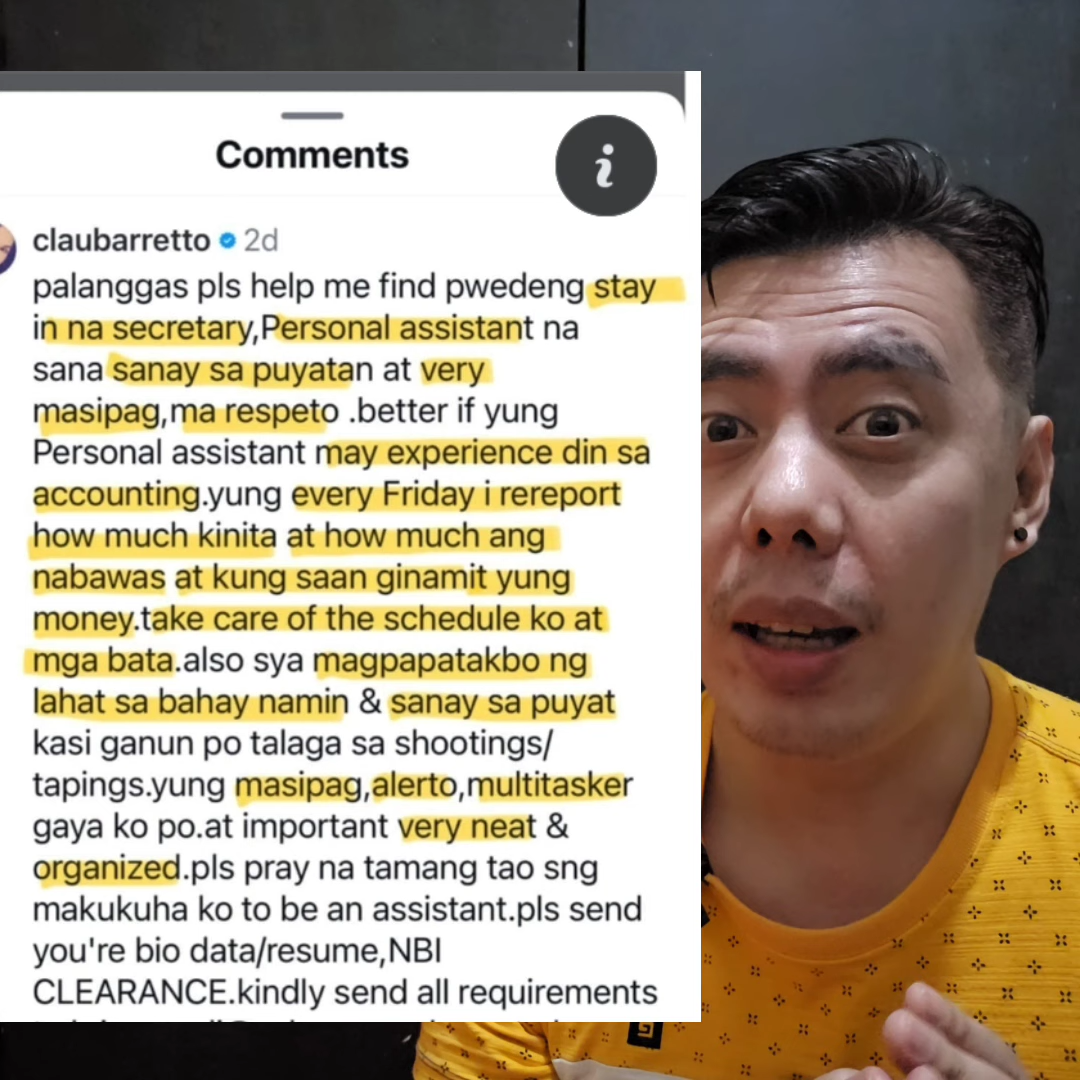 Comments
i
claubarretto 2d
palanggas pls help me find pwedeng stay
in na secretary,Personal assistant na
sana sanay sa puyatan at very
masipag,ma respeto .better if yung
Personal assistant may experience din sa
accounting.yung every Friday i rereport
how much kinita at how much ang
nabawas at kung saan ginamit yung
money.take care of the schedule ko at
mga bata.also sya magpapatakbo ng
lahat sa bahay namin & sanay sa puyat
kasi ganun po talaga sa shootings/
tapings.yung masipag,alerto,multitasker
gaya ko po.at important very neat &
organized.pls pray na tamang tao sng
makukuha ko to be an assistant.pls send
you're bio data/resume,NBI
CLEARANCE.kindly send all requirements